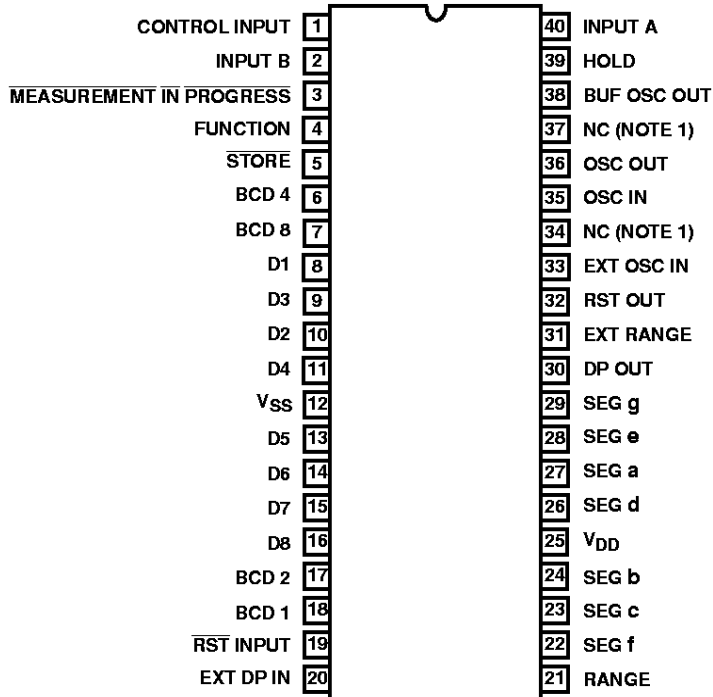 CONTROL INPUT 1 40 INPUT A
INPUT B 2 39 HOLD
MEASUREMENT IN PROGRESS 3 38 BUF OSC OUT
FUNCTION 4 37 NC (NOTE 1)
STORE 5 36 OSC OUT
BCD 4 6 35 OSC IN
BCD 8 7 34 NC (NOTE 1)
D1 8 33 EXT OSC IN
D3 9 32 RST OUT
D2 10 31 EXT RANGE
D4 11 30 DP OUT
VSS 12 29 SEG g
D5 13 28 SEG e
D6 14 27 SEG a
D7 15 26 SEG d
D8 16 25 VDD
BCD 2 17 24 SEG b
BCD 1 18 23 SEG c
RST INPUT 19 22 SEG f
EXT DP IN 20 21 RANGE